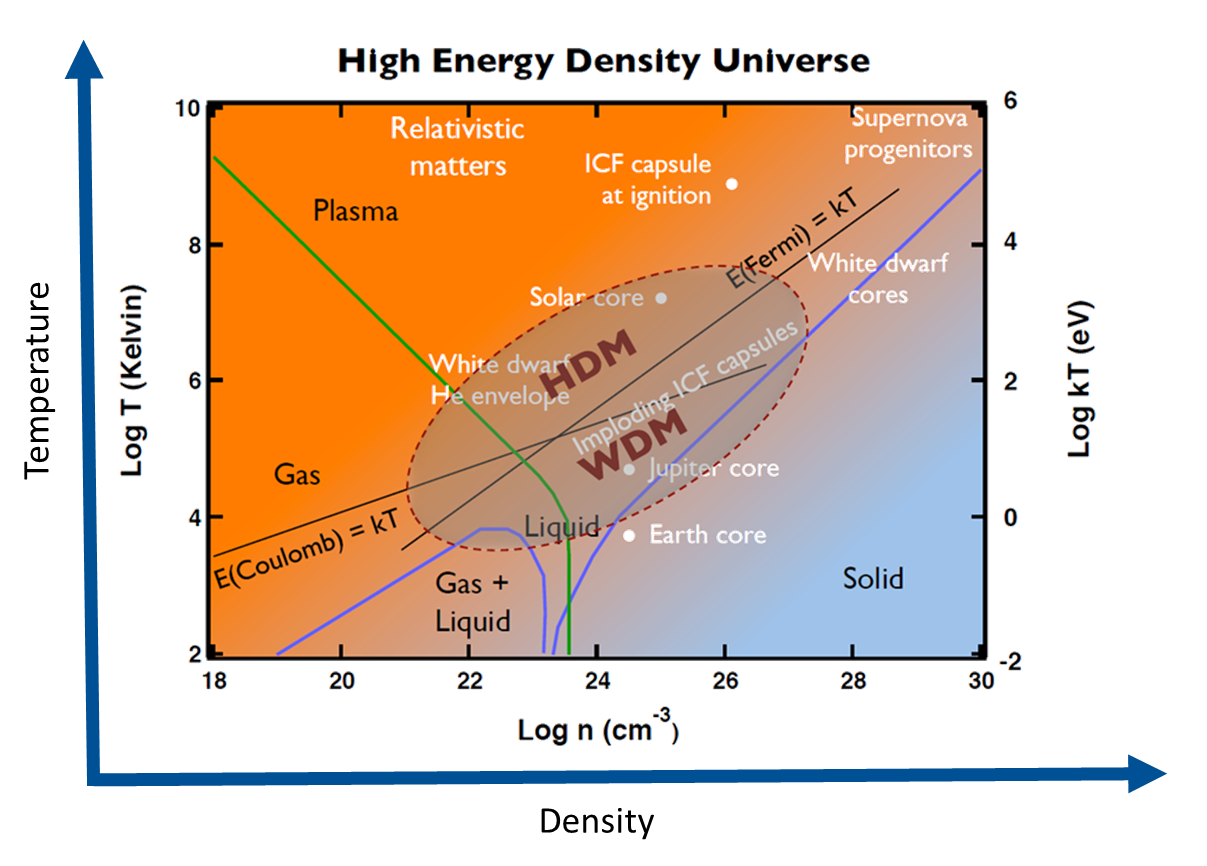 High Energy Density Universe
10
8
6
4
2
6
4
2
0
-2
18
20
22
24
26
28
30
Temperature
Log T (Kelvin)
Log kT (eV)
Log n (cm-3)
Density
Relativistic
matters
Supernova
progenitors
ICF capsule
at ignition
Plasma
E(Fermi) = kT
White dwarf
cores
Solar core
HDM
White dwarf
He envelope
Imploding ICF capsules
WDM
Jupiter core
Gas
E(Coulomb) = kT
Liquid
Earth core
Gas +
Liquid
Solid